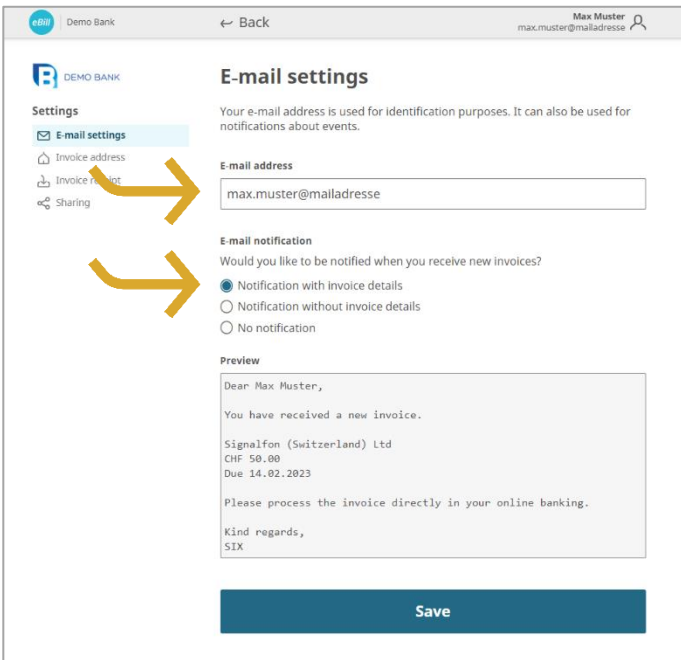 eBill Demo Bank
← Back
Max Muster
max.muster@mailadresse
DEMO BANK
Settings
E-mail settings
Invoice address
Invoice
Sharing
E-mail settings
Your e-mail address is used for identification purposes. It can also be used for
notifications about events.
E-mail address
max.muster@mailadresse
E-mail notification
Would you like to be notified when you receive new invoices?
Notification with invoice details
Notification without invoice details
No notification
Preview
Dear Max Muster,
You have received a new invoice.
Signalfon (Switzerland) Ltd
CHF 50.00
Due 14.02.2023
Please process the invoice directly in your online banking.
Kind regards,
SIX
Save